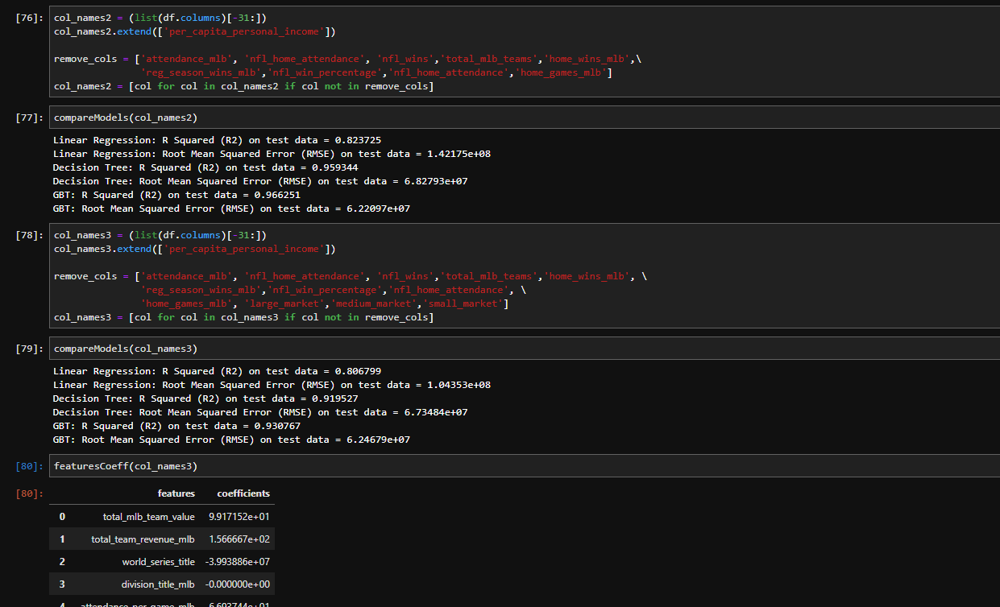 [76]: col_names2 = (list(df.columns)[-31:])
col_names2.extend(['per_capita_personal_income'])
remove_cols = ['attendance_mlb', 'nfl_home_attendance', 'nfl_wins','total_mlb_teams','home_wins_mlb',\
'reg_season_wins_mlb','nfl_win_percentage','nfl_home_attendance','home_games_mlb']
col_names2 = [col for col in col_names2 if col not in remove_cols]
[77]: compareModels(col_names2)
Linear Regression: R Squared (R2) on test data = 0.823725
Linear Regression: Root Mean Squared Error (RMSE) on test data = 1.42175e+08
Decision Tree: R Squared (R2) on test data = 0.959344
Decision Tree: Root Mean Squared Error (RMSE) on test data = 6.82793e+07
GBT: R Squared (R2) on test data = 0.966251
GBT: Root Mean Squared Error (RMSE) on test data = 6.22097e+07
[78]: col_names3 = (list(df.columns)[-31:])
col_names3.extend(['per_capita_personal_income'])
remove_cols = ['attendance_mlb', 'nfl_home_attendance', 'nfl_wins','total_mlb_teams','home_wins_mlb', \
'reg_season_wins_mlb','nfl_win_percentage','nfl_home_attendance', \
'home_games_mlb', 'large_market','medium_market','small_market']
col_names3 = [col for col in col_names3 if col not in remove_cols]
[79]: compareModels(col_names3)
Linear Regression: R Squared (R2) on test data = 0.806799
Linear Regression: Root Mean Squared Error (RMSE) on test data = 1.04353e+08
Decision Tree: R Squared (R2) on test data = 0.919527
Decision Tree: Root Mean Squared Error (RMSE) on test data = 6.73484e+07
GBT: R Squared (R2) on test data = 0.930767
GBT: Root Mean Squared Error (RMSE) on test data = 6.24679e+07
[80]: featuresCoeff(col_names3)
[80]: features coefficients
0 total_mlb_team_value 9.917152e+01
1 total_team_revenue_mlb 1.566667e+02
2 world_series_title -3.993886e+07
3 division_title_mlb -0.000000e+00
4 attendance_per_game_mlb 6.693744e+01